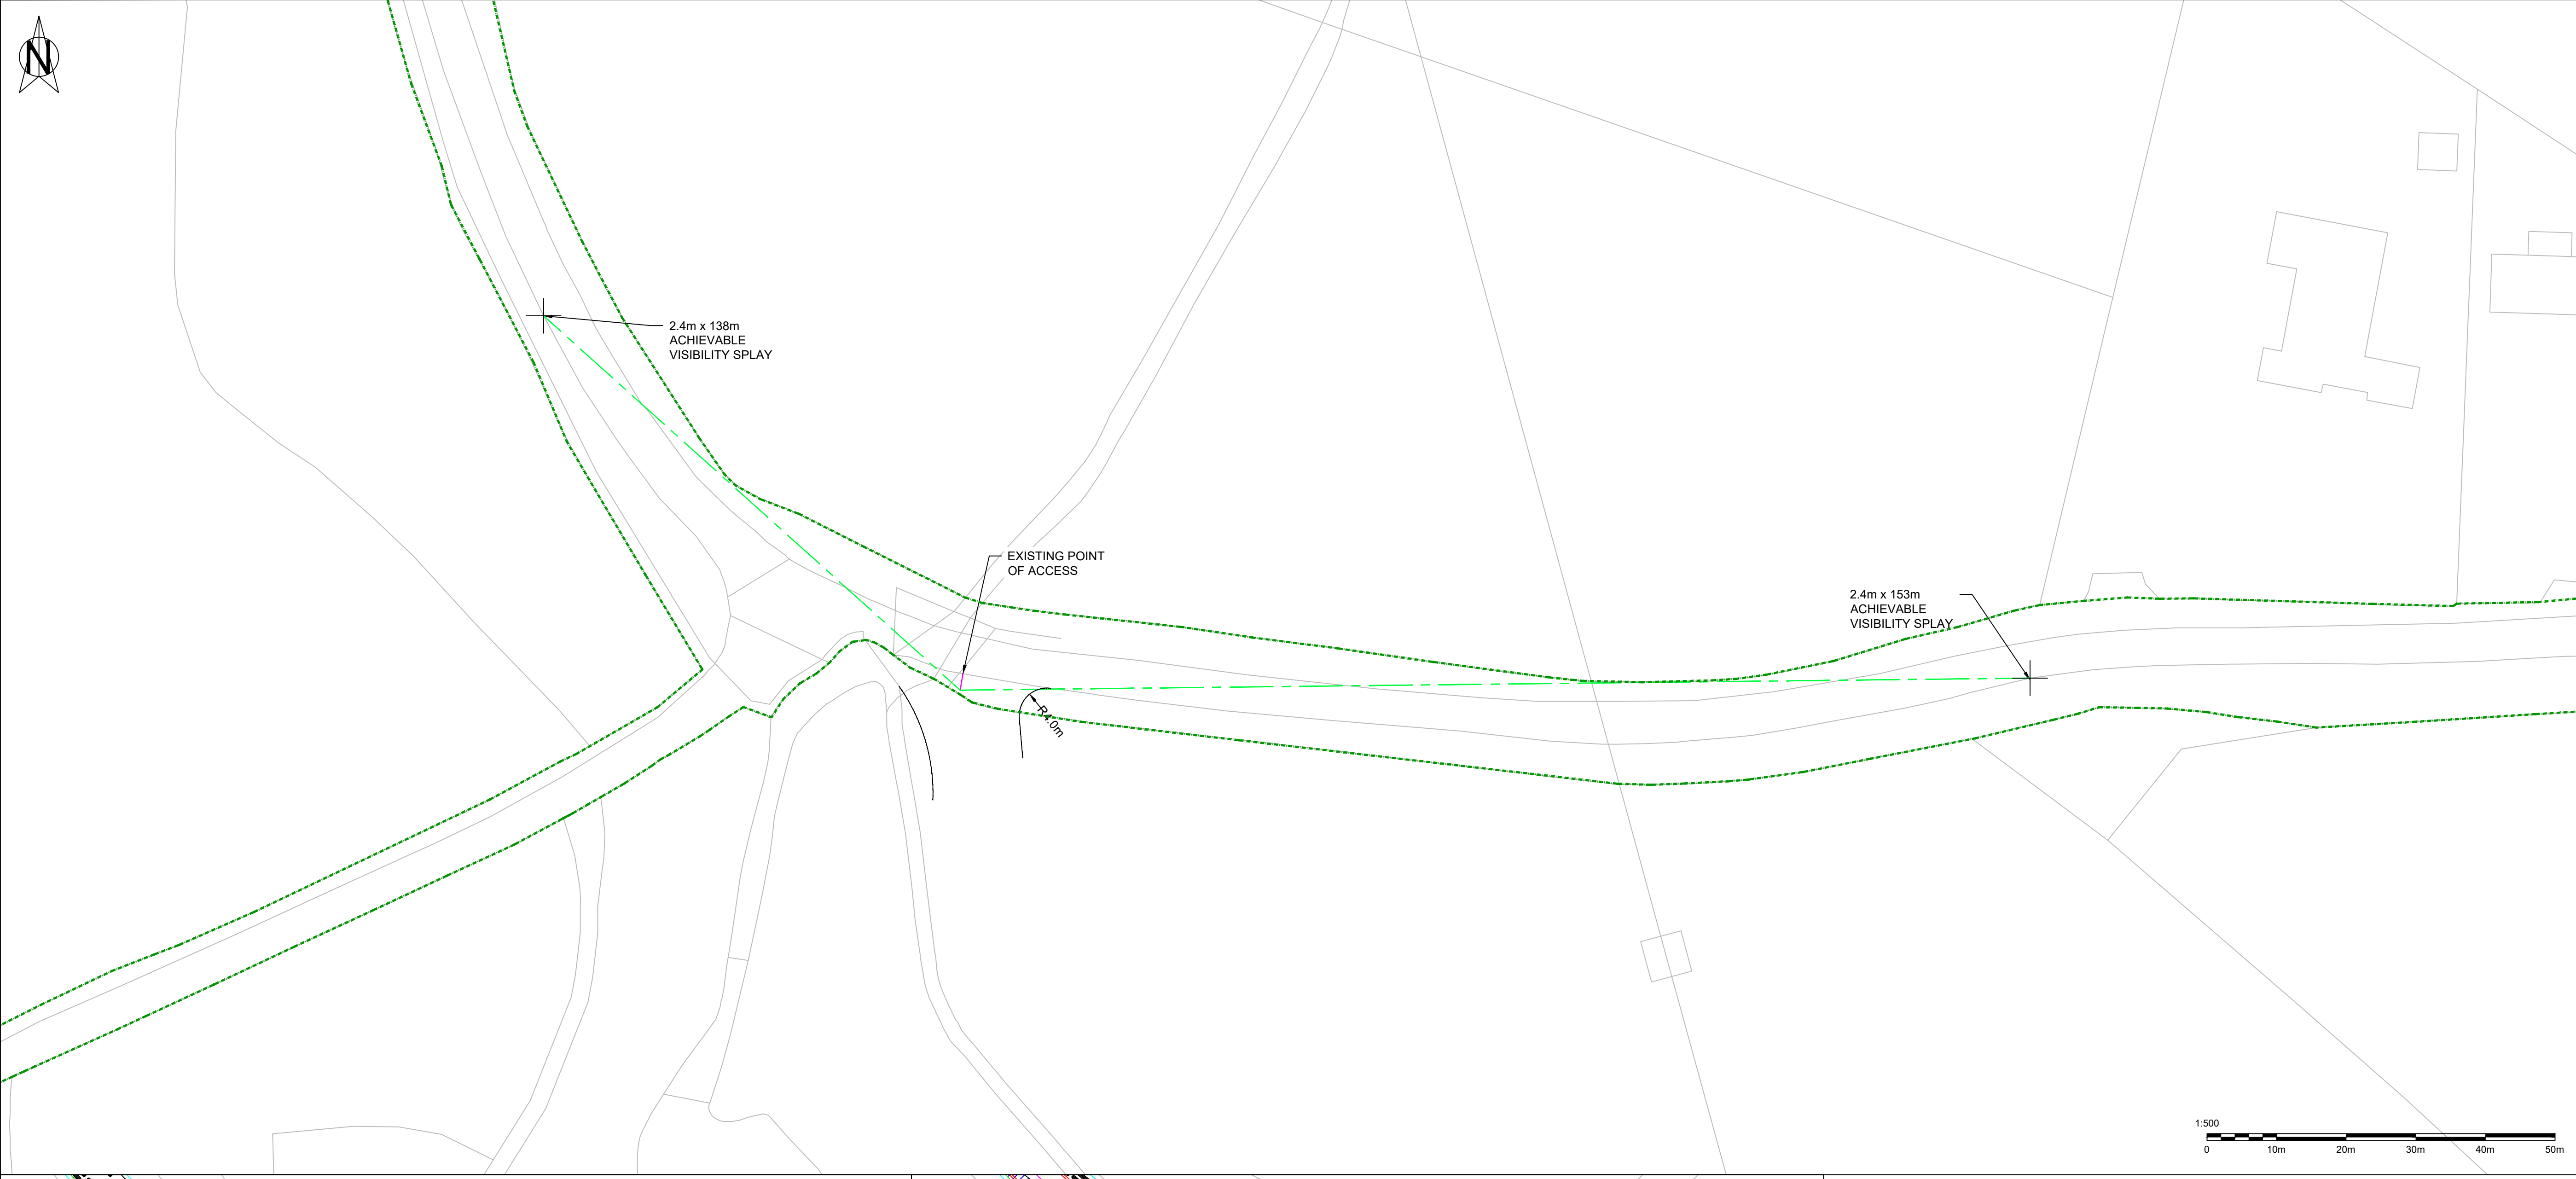 N
2.4m x 138m
ACHIEVABLE
VISIBILITY SPLAY
EXISTING POINT
OF ACCESS
2.4m x 153m
ACHIEVABLE
VISIBILITY SPLAY
R4.0m
1:500
0 10m 20m 30m 40m 50m